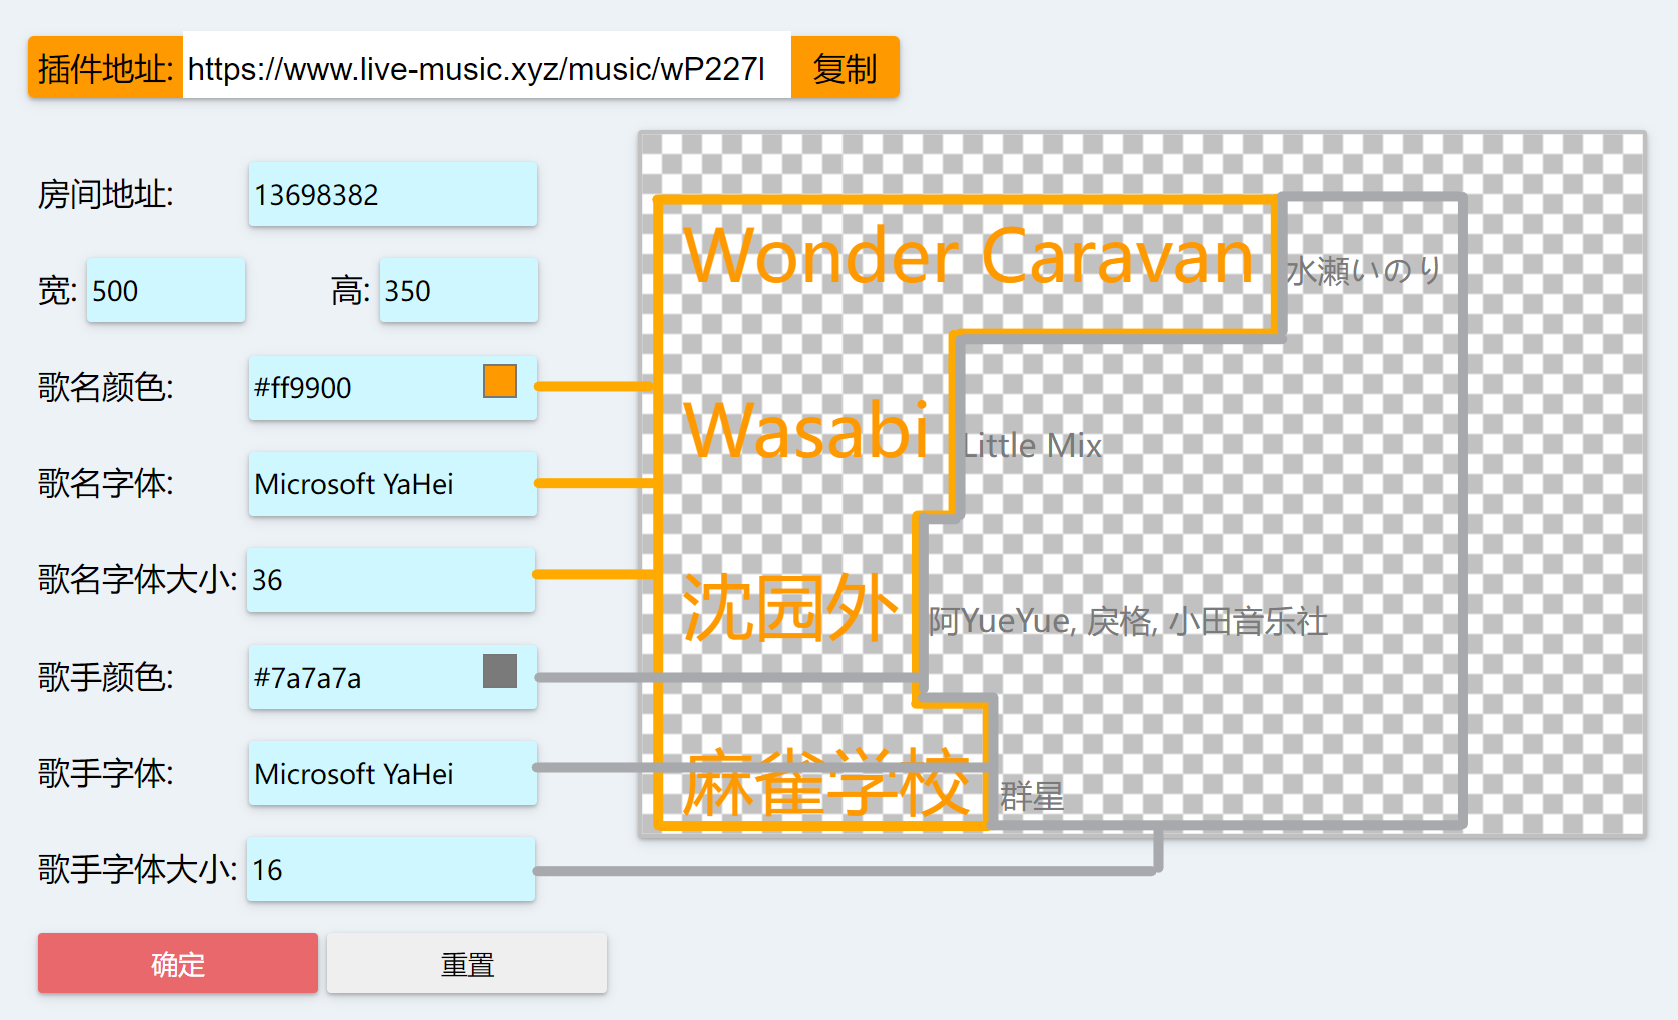 插件地址: https://www.live-music.xyz/music/wP227l 复制
房间地址: 13698382
宽: 500 高: 350
歌名颜色: #ff9900
歌名字体: Microsoft YaHei
歌名字体大小: 36
歌手颜色: #7a7a7a
歌手字体: Microsoft YaHei
歌手字体大小: 16
确定 重置
Wonder Caravan 水瀬いのり
Wasabi Little Mix
沈园外 阿YueYue, 戾格, 小田音乐社
麻雀学校 群星